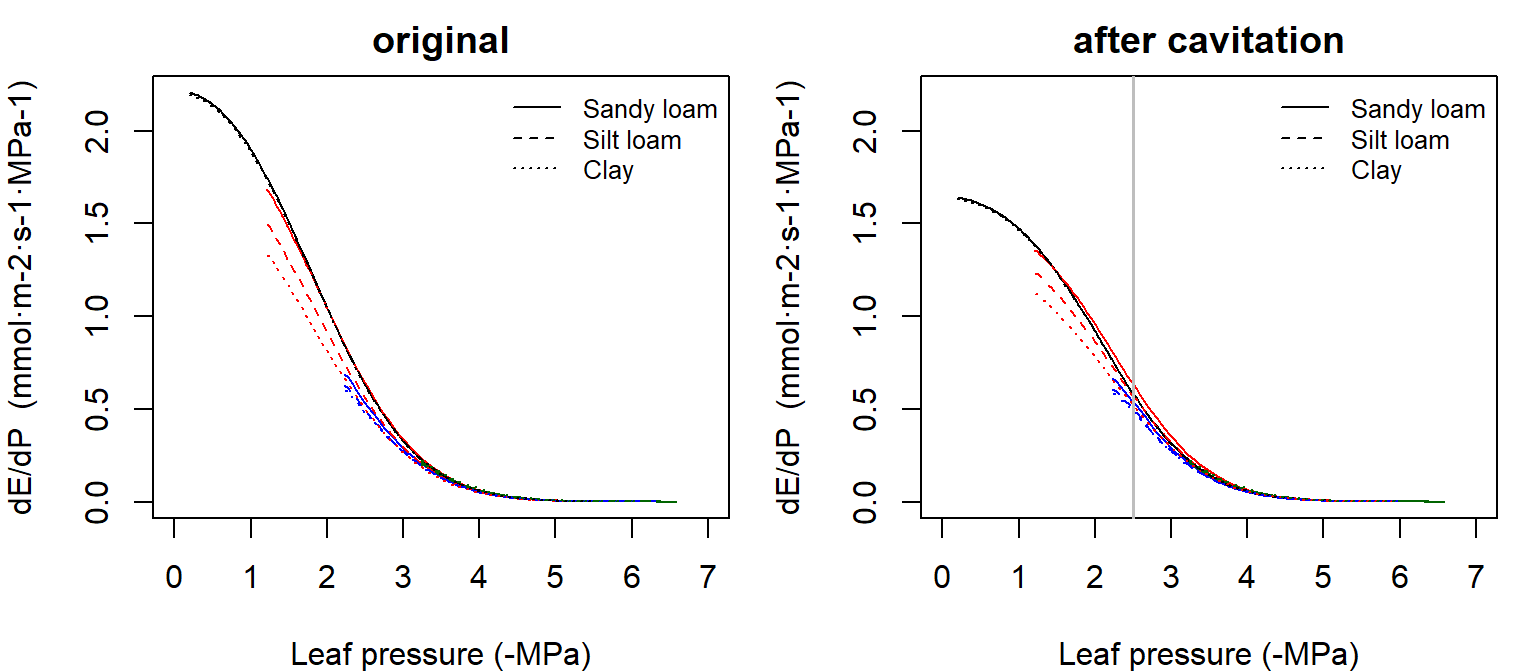 original
dE/dP (mmol·m-2·s-1·MPa-1)
2.0
1.5
1.0
0.5
0.0
Sandy loam
Silt loam
Clay
0 1 2 3 4 5 6 7
Leaf pressure (-MPa)
after cavitation
dE/dP (mmol·m-2·s-1·MPa-1)
2.0
1.5
1.0
0.5
0.0
Sandy loam
Silt loam
Clay
0 1 2 3 4 5 6 7
Leaf pressure (-MPa)